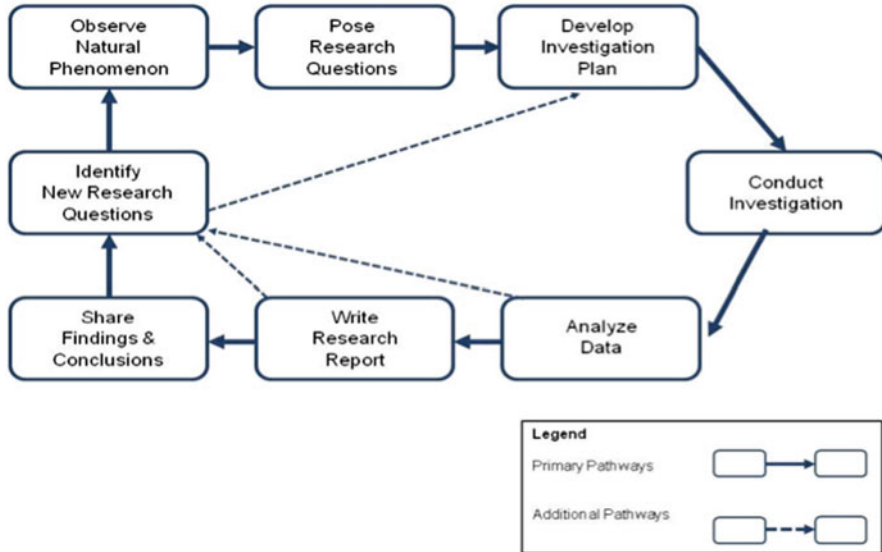 Observe
Natural
Phenomenon
Pose
Research
Questions
Develop
Investigation
Plan
Identify
New Research
Questions
Conduct
Investigation
Share
Findings &
Conclusions
Write
Research
Report
Analyze
Data
Legend
Primary Pathways
Additional Pathways